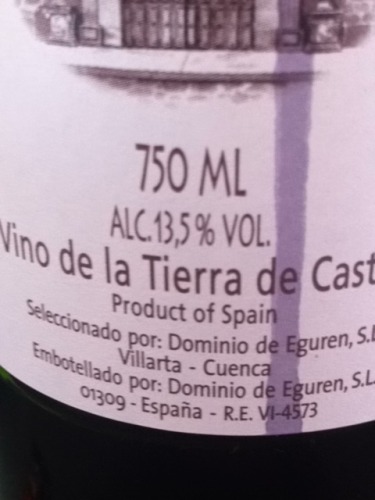 750 ML
ALC.13,5% VOL.
Vino de la Tierra de Cast
Product of Spain
Seleccionado por: Dominio de Eguren, S.L
Villarta - Cuenca
Embotellado por: Dominio de Eguren, S.L.
01309 - España - R.E. VI-4573